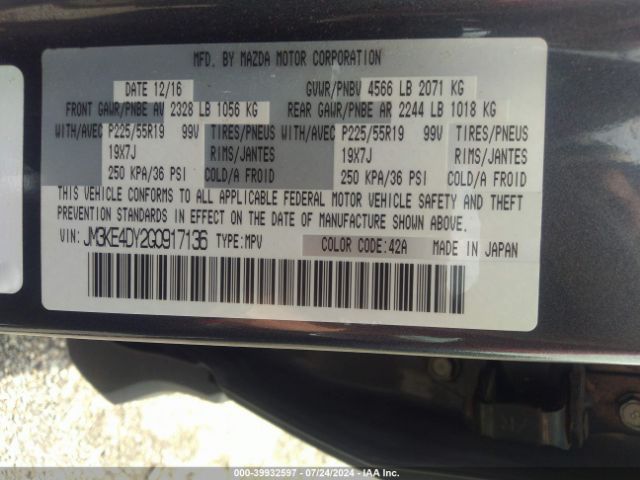 MFD. BY MAZDA MOTOR CORPORATION
DATE 12/16 GVWR/PNBV 4566 LB 2071 KG
FRONT GAWR/PNBE AV 2328 LB 1056 KG REAR GAWR/PNBE AR 2244 LB 1018 KG
WITH/AVEC P225/55R19 99V TIRES/PNEUS WITH/AVEC P225/55R19 99V TIRES/PNEUS
19X7J RIMS/JANTES 19X7J RIMS/JANTES
250 KPA/36 PSI COLD/A FROID 250 KPA/36 PSI COLD/A FROID
THIS VEHICLE CONFORMS TO ALL APPLICABLE FEDERAL MOTOR VEHICLE SAFETY AND THEFT
PREVENTION STANDARDS IN EFFECT ON THE DATE OF MANUFACTURE SHOWN ABOVE.
VIN: JM3KE4DY2G0917136 TYPE:MPV COLOR CODE:42A MADE IN JAPAN
000-39932597 - 07/24/2024 - IAA Inc.